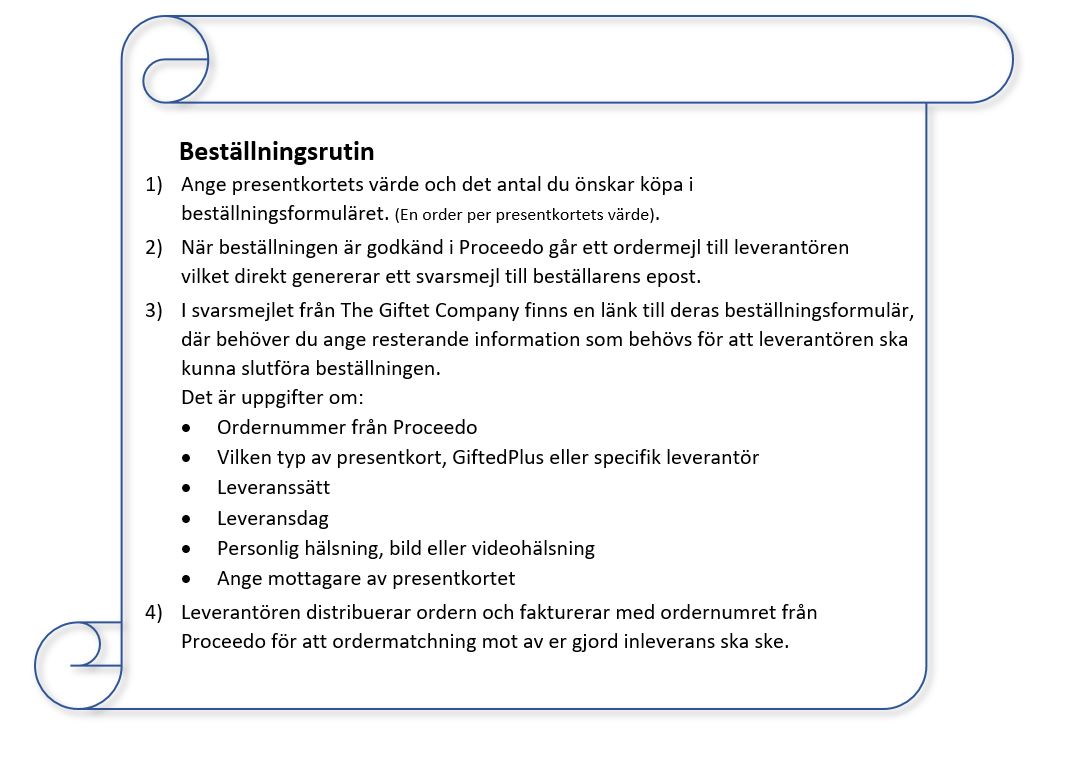 Beställningsrutin
1) Ange presentkortets värde och det antal du önskar köpa i
beställningsformuläret. (En order per presentkortets värde).
2) När beställningen är godkänd i Proceedo går ett ordermejl till leverantören
vilket direkt genererar ett svarsmejl till beställarens epost.
3) I svarsmejlet från The Giftet Company finns en länk till deras beställningsformulär,
där behöver du ange resterande information som behövs för att leverantören ska
kunna slutföra beställningen.
Det är uppgifter om:
• Ordernummer från Proceedo
• Vilken typ av presentkort, GiftedPlus eller specifik leverantör
• Leveranssätt
• Leveransdag
• Personlig hälsning, bild eller videohälsning
• Ange mottagare av presentkortet
4) Leverantören distribuerar ordern och fakturerar med ordernumret från
Proceedo för att ordermatchning mot av er gjord inleverans ska ske.